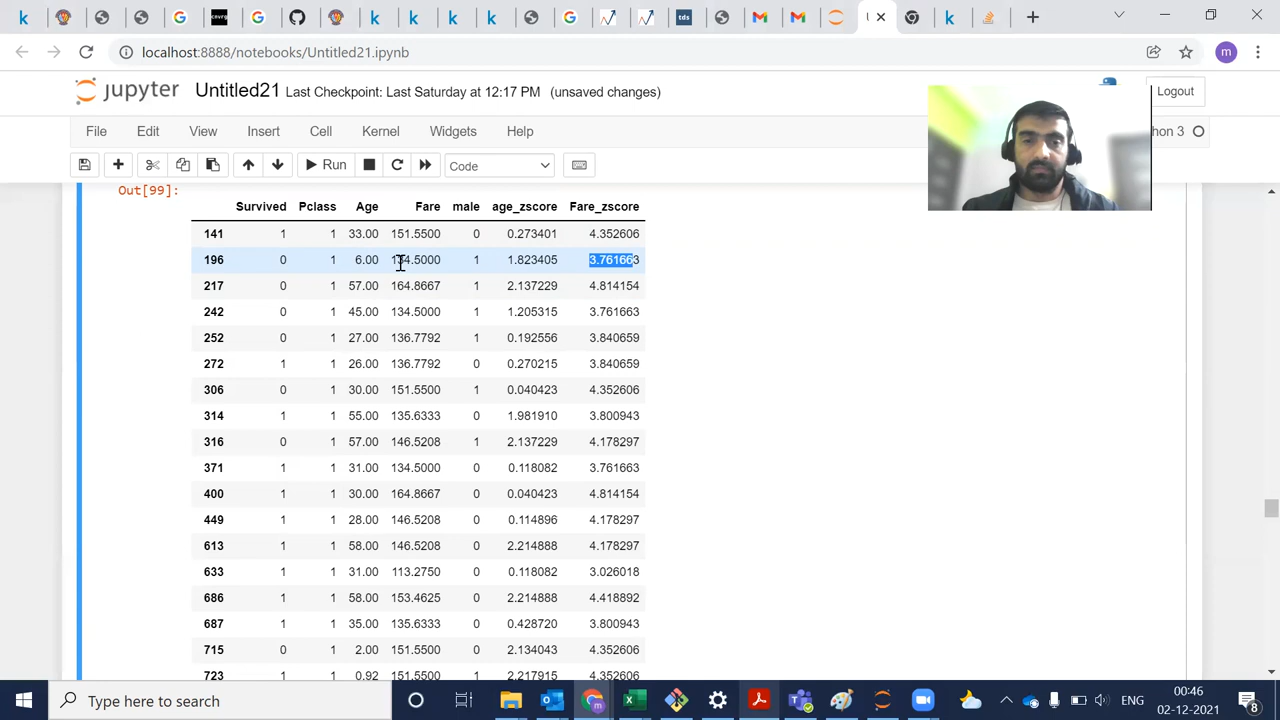 localhost:8888/notebooks/Untitled21.ipynb
m
jupyter Untitled21 Last Checkpoint: Last Saturday at 12:17 PM (unsaved changes)
Logout
File Edit View Insert Cell Kernel Widgets Help
Run Code
Out[99]:
Survived Pclass Age Fare male age_zscore Fare_zscore
141 1 1 33.00 151.5500 0 0.273401 4.352606
196 0 1 6.00 134.5000 1 1.823405 3.761663
217 0 1 57.00 164.8667 1 2.137229 4.814154
242 0 1 45.00 134.5000 1 1.205315 3.761663
252 0 1 27.00 136.7792 1 0.192556 3.840659
272 1 1 26.00 136.7792 0 0.270215 3.840659
306 0 1 30.00 151.5500 1 0.040423 4.352606
314 1 1 55.00 135.6333 0 1.981910 3.800943
316 0 1 57.00 146.5208 1 2.137229 4.178297
371 1 1 31.00 134.5000 0 0.118082 3.761663
400 1 1 30.00 164.8667 0 0.040423 4.814154
449 1 1 28.00 146.5208 0 0.114896 4.178297
613 1 1 58.00 146.5208 0 2.214888 4.178297
633 1 1 31.00 113.2750 0 0.118082 3.026018
686 1 1 58.00 153.4625 0 2.214888 4.418892
687 1 1 35.00 135.6333 0 0.428720 3.800943
715 0 1 2.00 151.5500 0 2.134043 4.352606
723 1 1 0.92 151.5500 1 2.217915 4.352606
Type here to search
ENG
00:46
02-12-2021
8